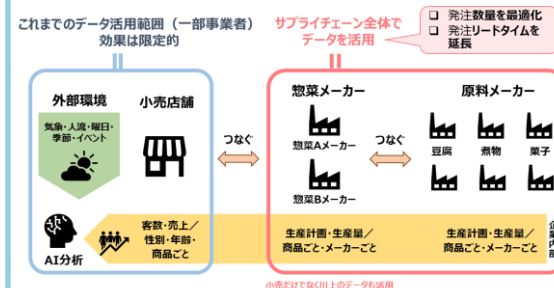 これまでのデータ活用範囲（一部事業者）
効果は限定的
サプライチェーン全体で
データを活用
□ 発注数量を最適化
□ 発注リードタイムを
延長
外部環境
小売店舗
気象・人流・曜日・
季節・イベント
つなぐ
惣菜メーカー
惣菜Aメーカー
惣菜Bメーカー
つなぐ
原料メーカー
豆腐
煮物
菓子
AI分析
客数・売上／
性別・年齢・
商品ごと
生産計画・生産量／
商品ごと・メーカーごと
生産計画・生産量／
商品ごと・メーカーごと
企業内部
小売だけでなく川上のデータも活用